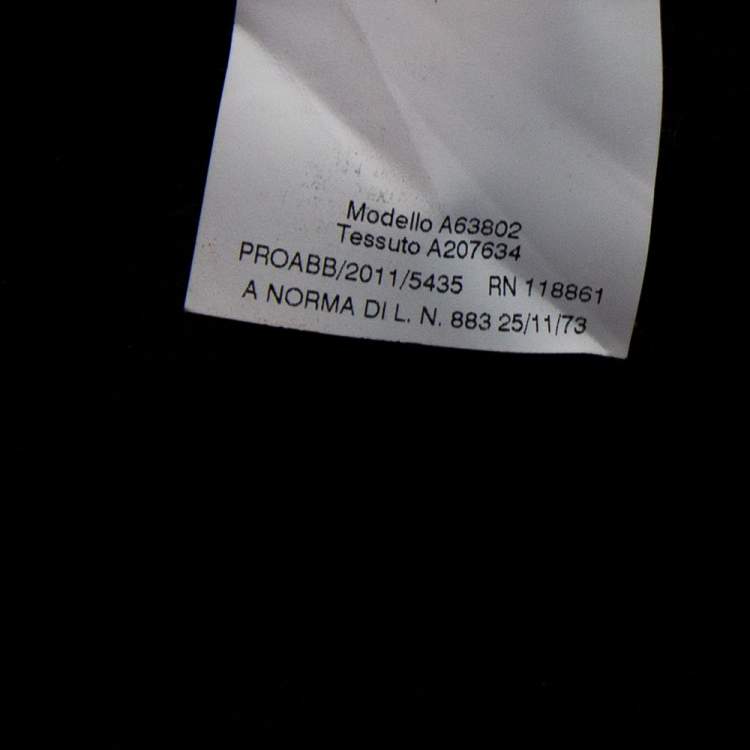 Modello A63802
Tessuto A207634
PROABB/2011/5435 RN 118861
A NORMA DI L. N. 883 25/11/73